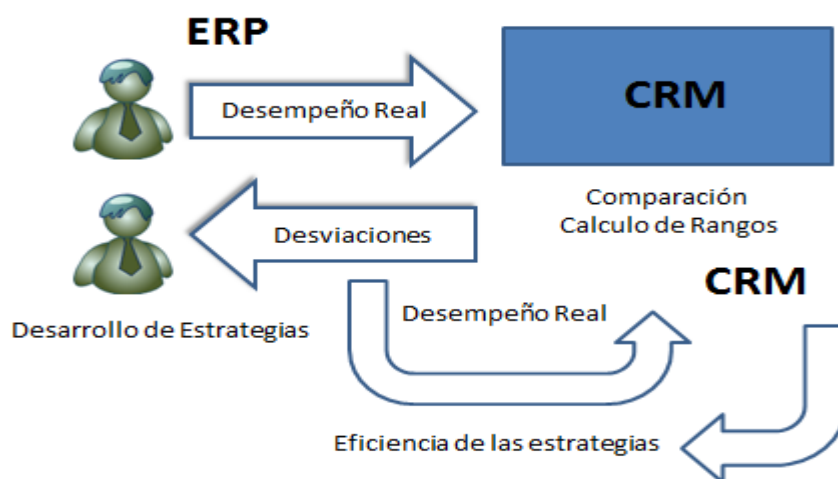 ERP
Desempeño Real
CRM
Comparación
Calculo de Rangos
Desviaciones
CRM
Desarrollo de Estrategias
Desempeño Real
Eficiencia de las estrategias